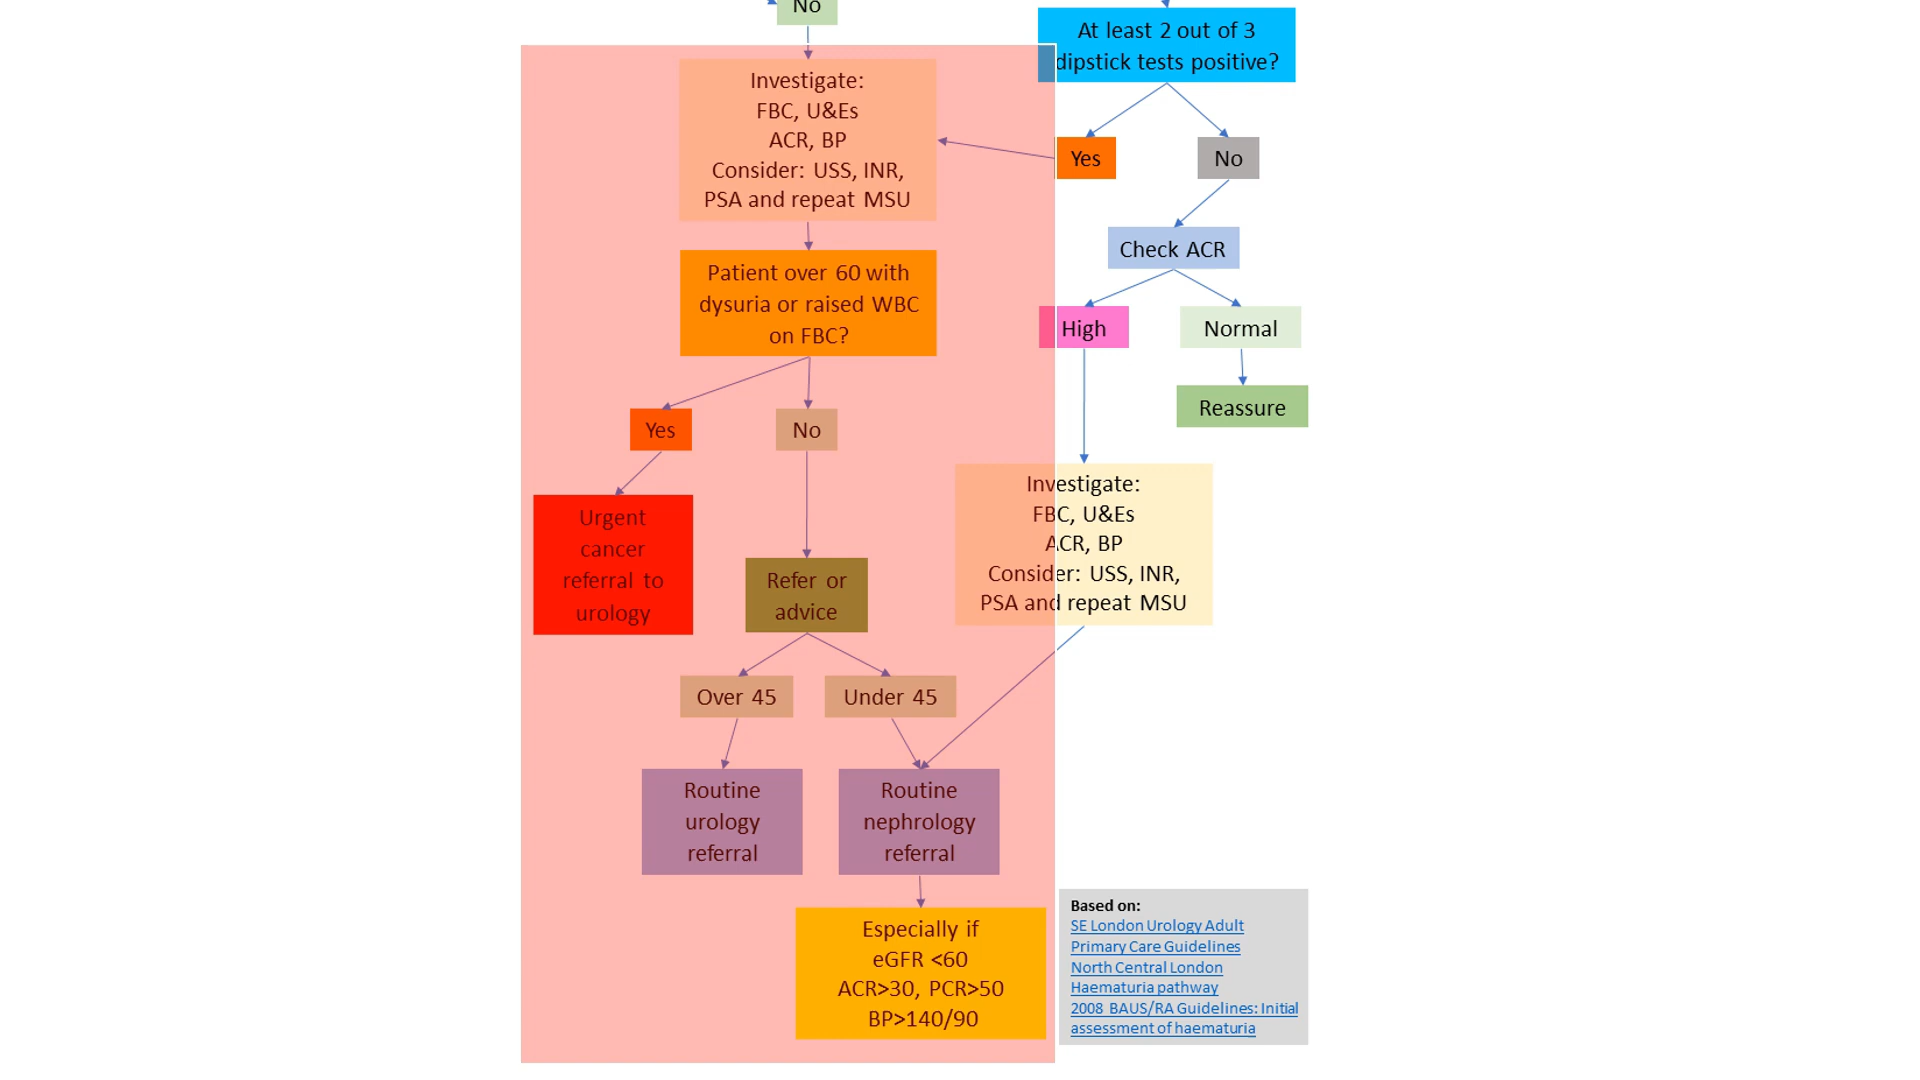 No
At least 2 out of 3
dipstick tests positive?
Investigate:
FBC, U&Es
ACR, BP
Consider: USS, INR,
PSA and repeat MSU
Yes
No
Check ACR
Patient over 60 with
dysuria or raised WBC
on FBC?
High
Normal
Reassure
Yes
No
Investigate:
FBC, U&Es
ACR, BP
Consider: USS, INR,
PSA and repeat MSU
Urgent
cancer
referral to
urology
Refer or
advice
Over 45
Under 45
Routine
urology
referral
Routine
nephrology
referral
Especially if
eGFR <60
ACR>30, PCR>50
BP>140/90
Based on:
SE London Urology Adult
Primary Care Guidelines
North Central London
Haematuria pathway
2008 BAUS/RA Guidelines: Initial
assessment of haematuria